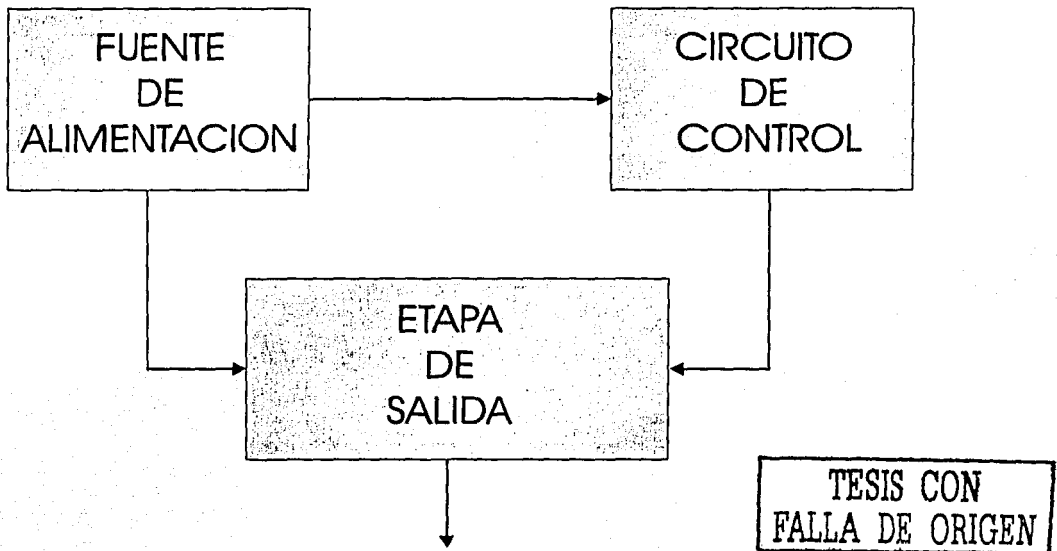 FUENTE
DE
ALIMENTACION
CIRCUITO
DE
CONTROL
ETAPA
DE
SALIDA
TESIS CON
FALLA DE ORIGEN